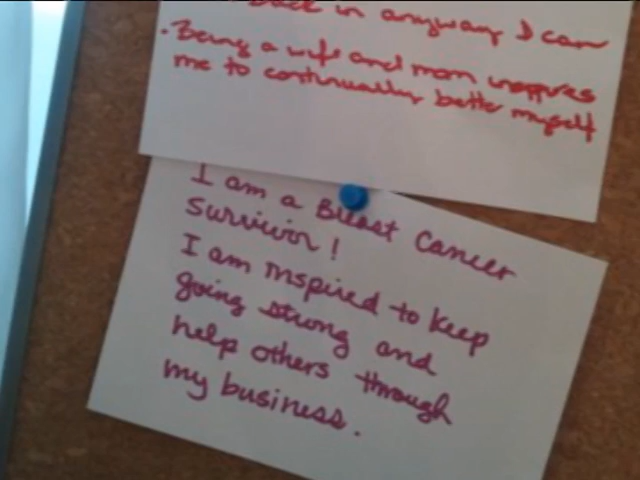 back in anyway I can
. Being a wife and mom inspires
me to continually better myself
I am a Breast Cancer
Survivor!
I am inspired to keep
going strong and
help others through
my business.